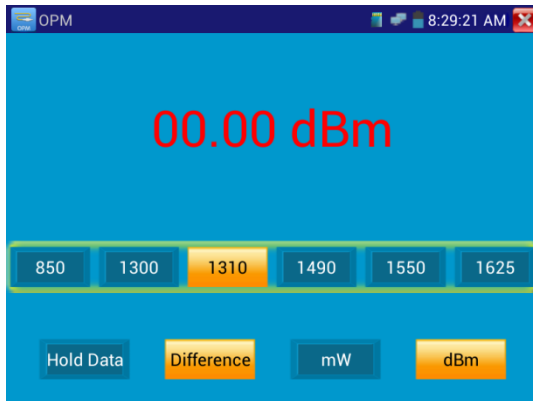 OPM
OPM 8:29:21 AM
00.00 dBm
850 1300 1310 1490 1550 1625
Hold Data Difference mW dBm